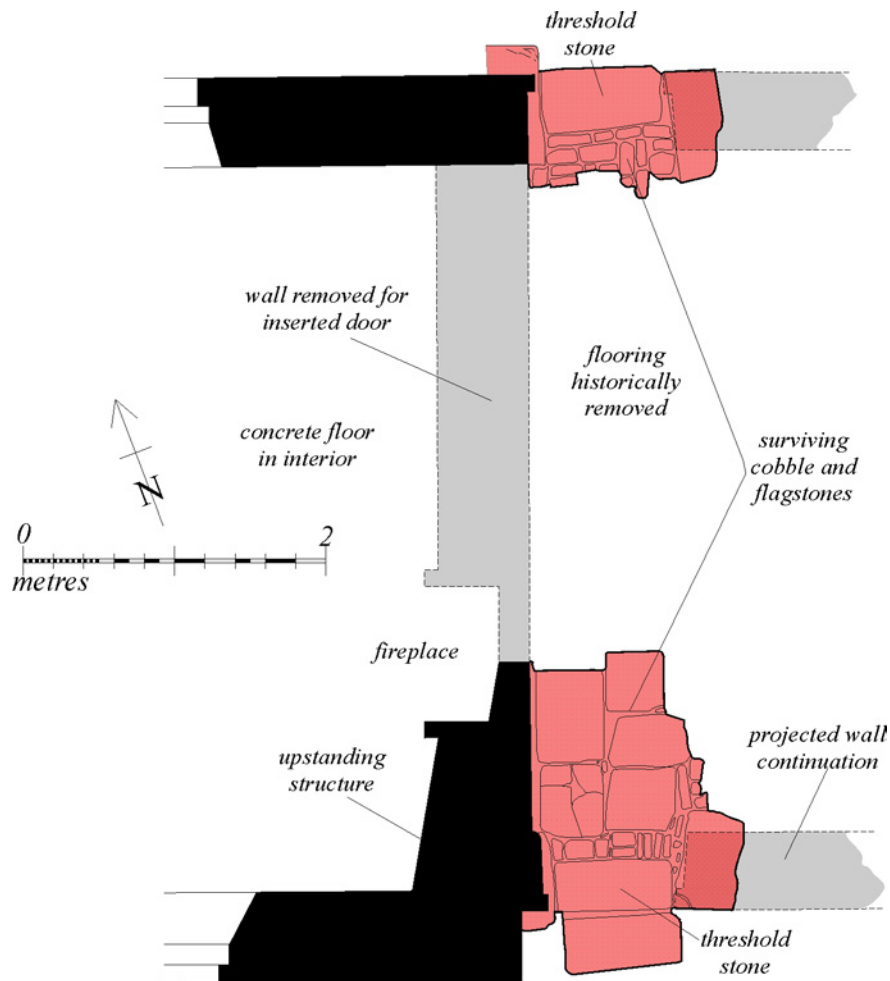 threshold
stone
wall removed for
inserted door
flooring
historically
removed
concrete floor
in interior
surviving
cobble and
flagstones
N
0
2
metres
fireplace
projected wall
continuation
upstanding
structure
threshold
stone